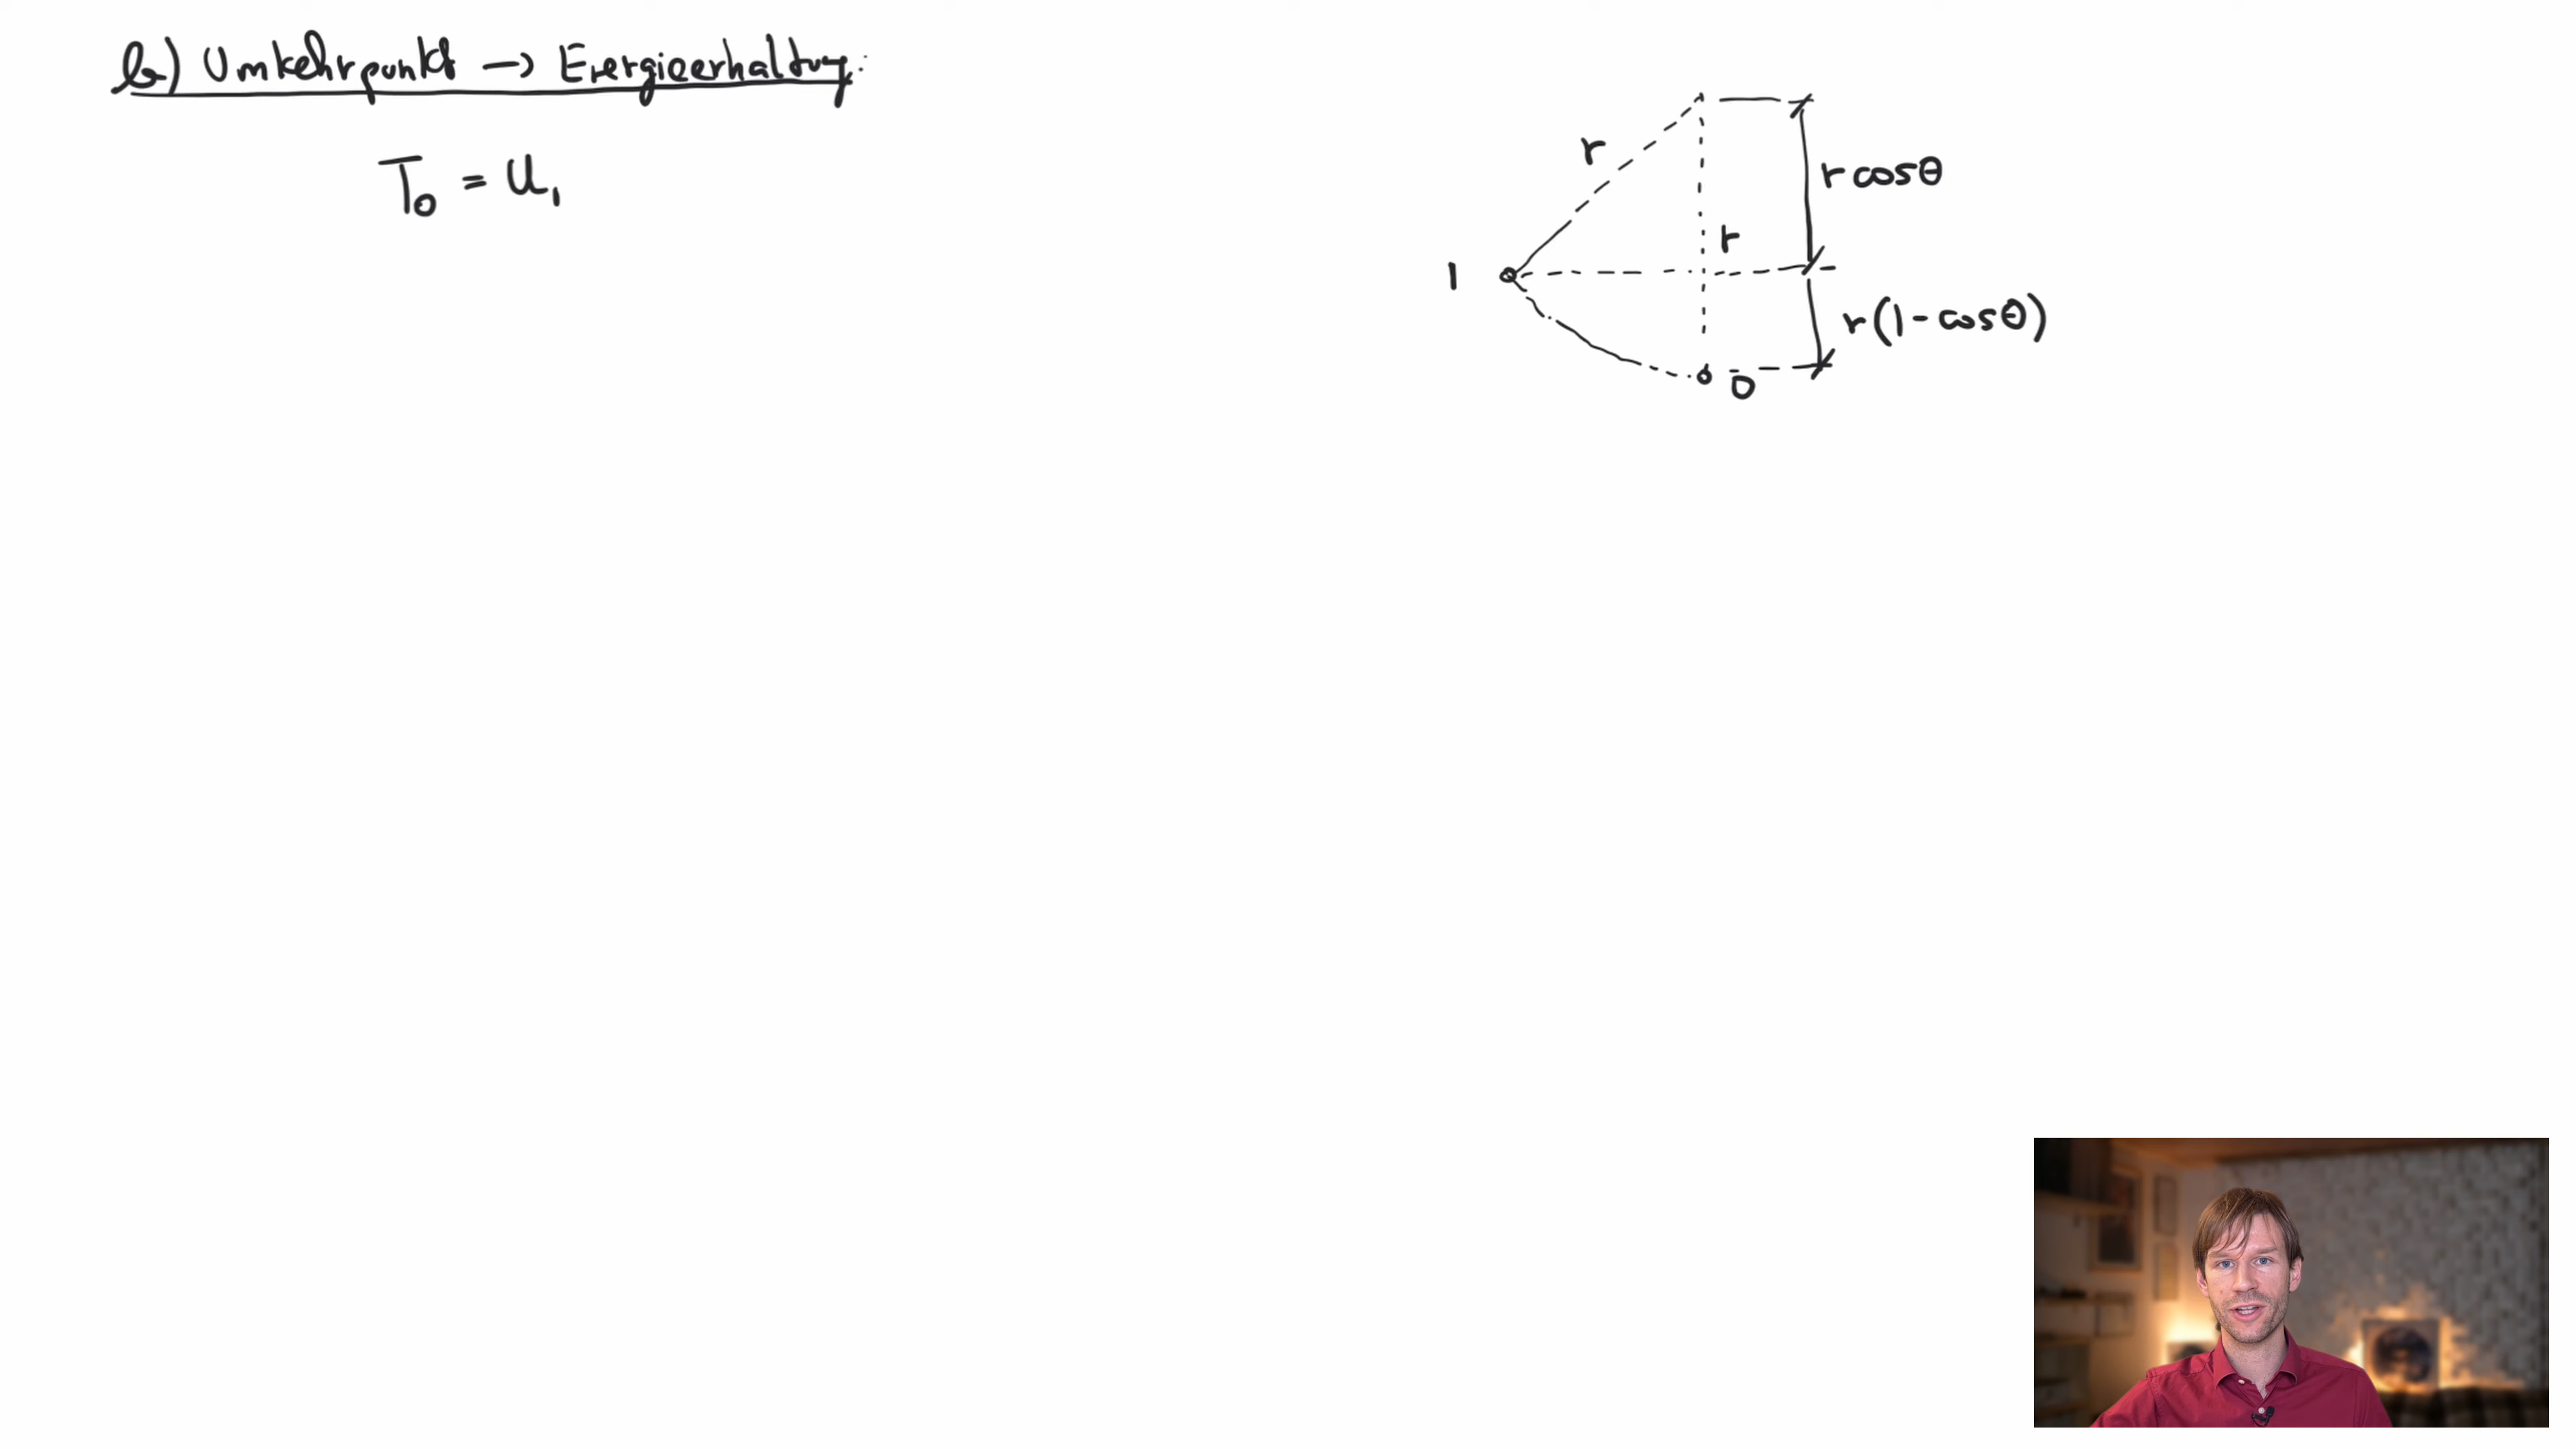 b) Umkehrpunkt → Energieerhaltung:
T₀ = U₁
r
r cosθ
r
1
r(1-cosθ)
0